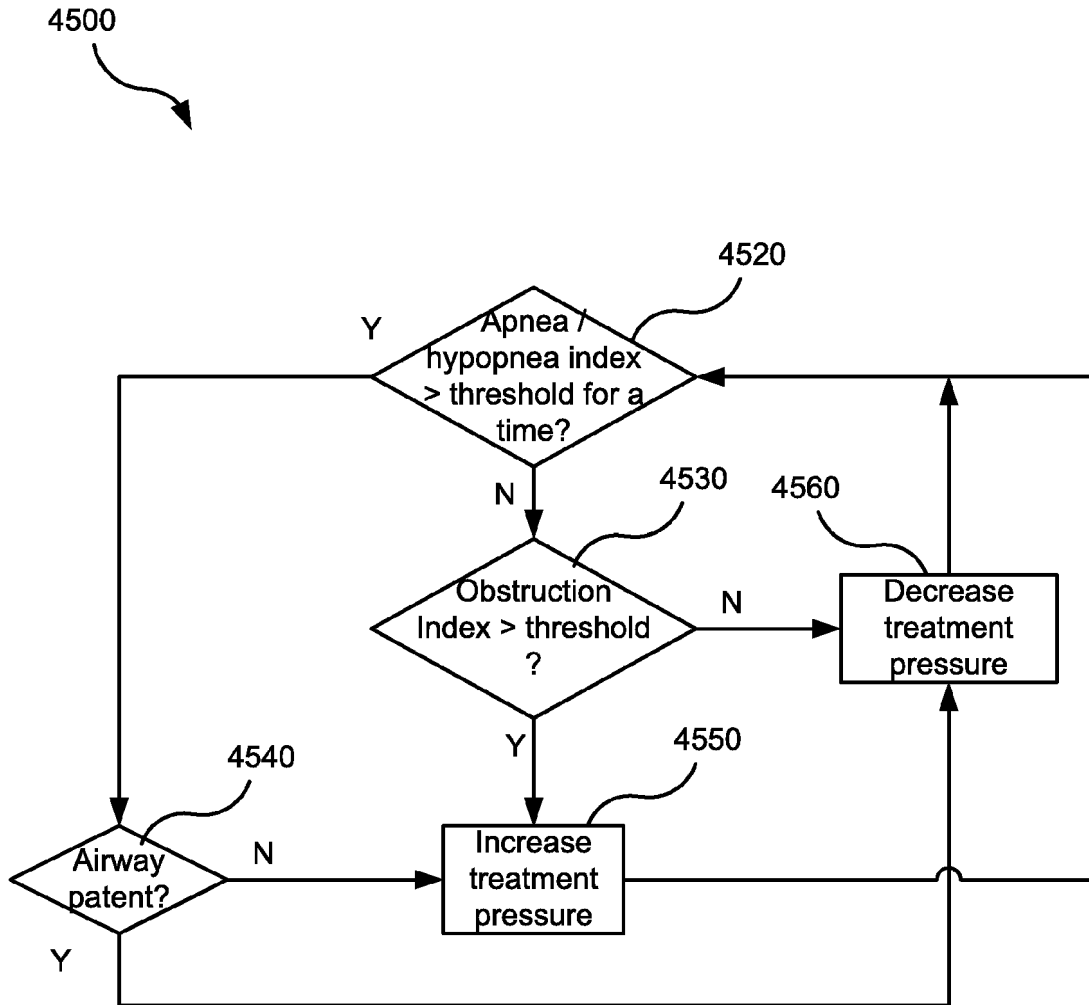 4500
4520
Y
Apnea /
hypopnea index
> threshold for a
time?
N
4530
4560
Obstruction
Index > threshold
?
N
Decrease
treatment
pressure
Y
4550
4540
Airway
patent?
N
Increase
treatment
pressure
Y